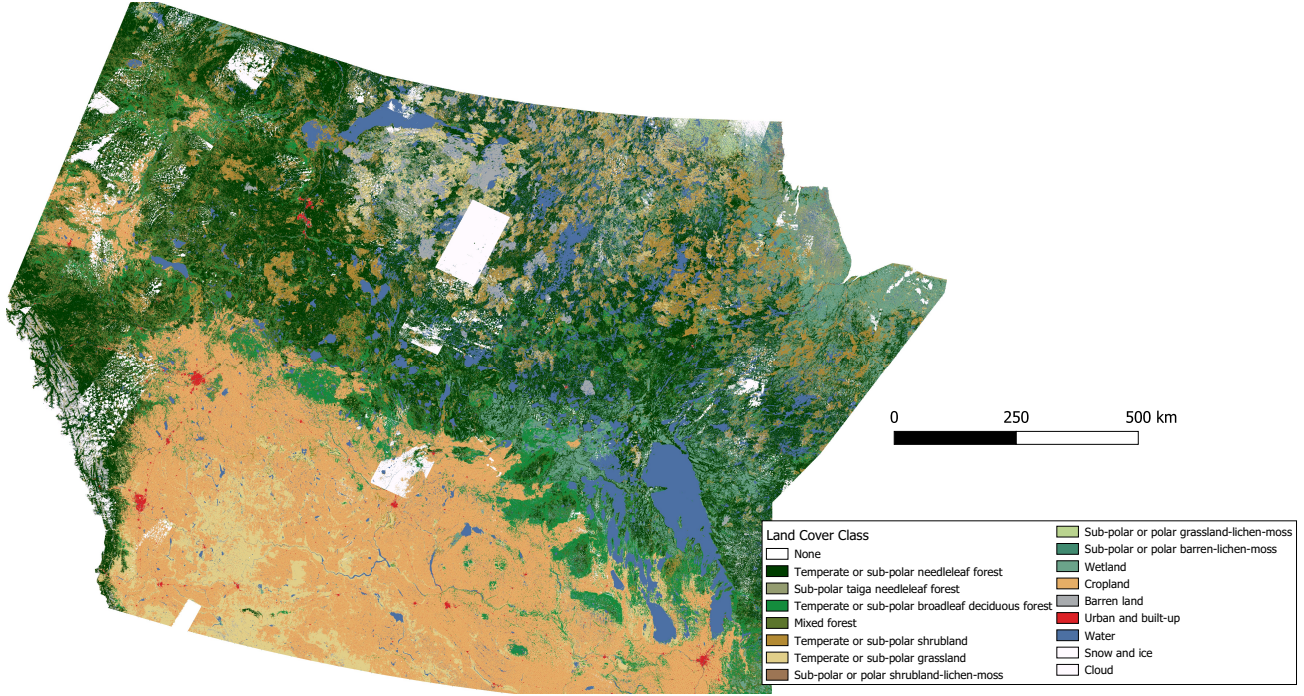 0 250 500 km
Land Cover Class
None
Temperate or sub-polar needleleaf forest
Sub-polar taiga needleleaf forest
Temperate or sub-polar broadleaf deciduous forest
Mixed forest
Temperate or sub-polar shrubland
Temperate or sub-polar grassland
Sub-polar or polar shrubland-lichen-moss
Sub-polar or polar grassland-lichen-moss
Sub-polar or polar barren-lichen-moss
Wetland
Cropland
Barren land
Urban and built-up
Water
Snow and ice
Cloud